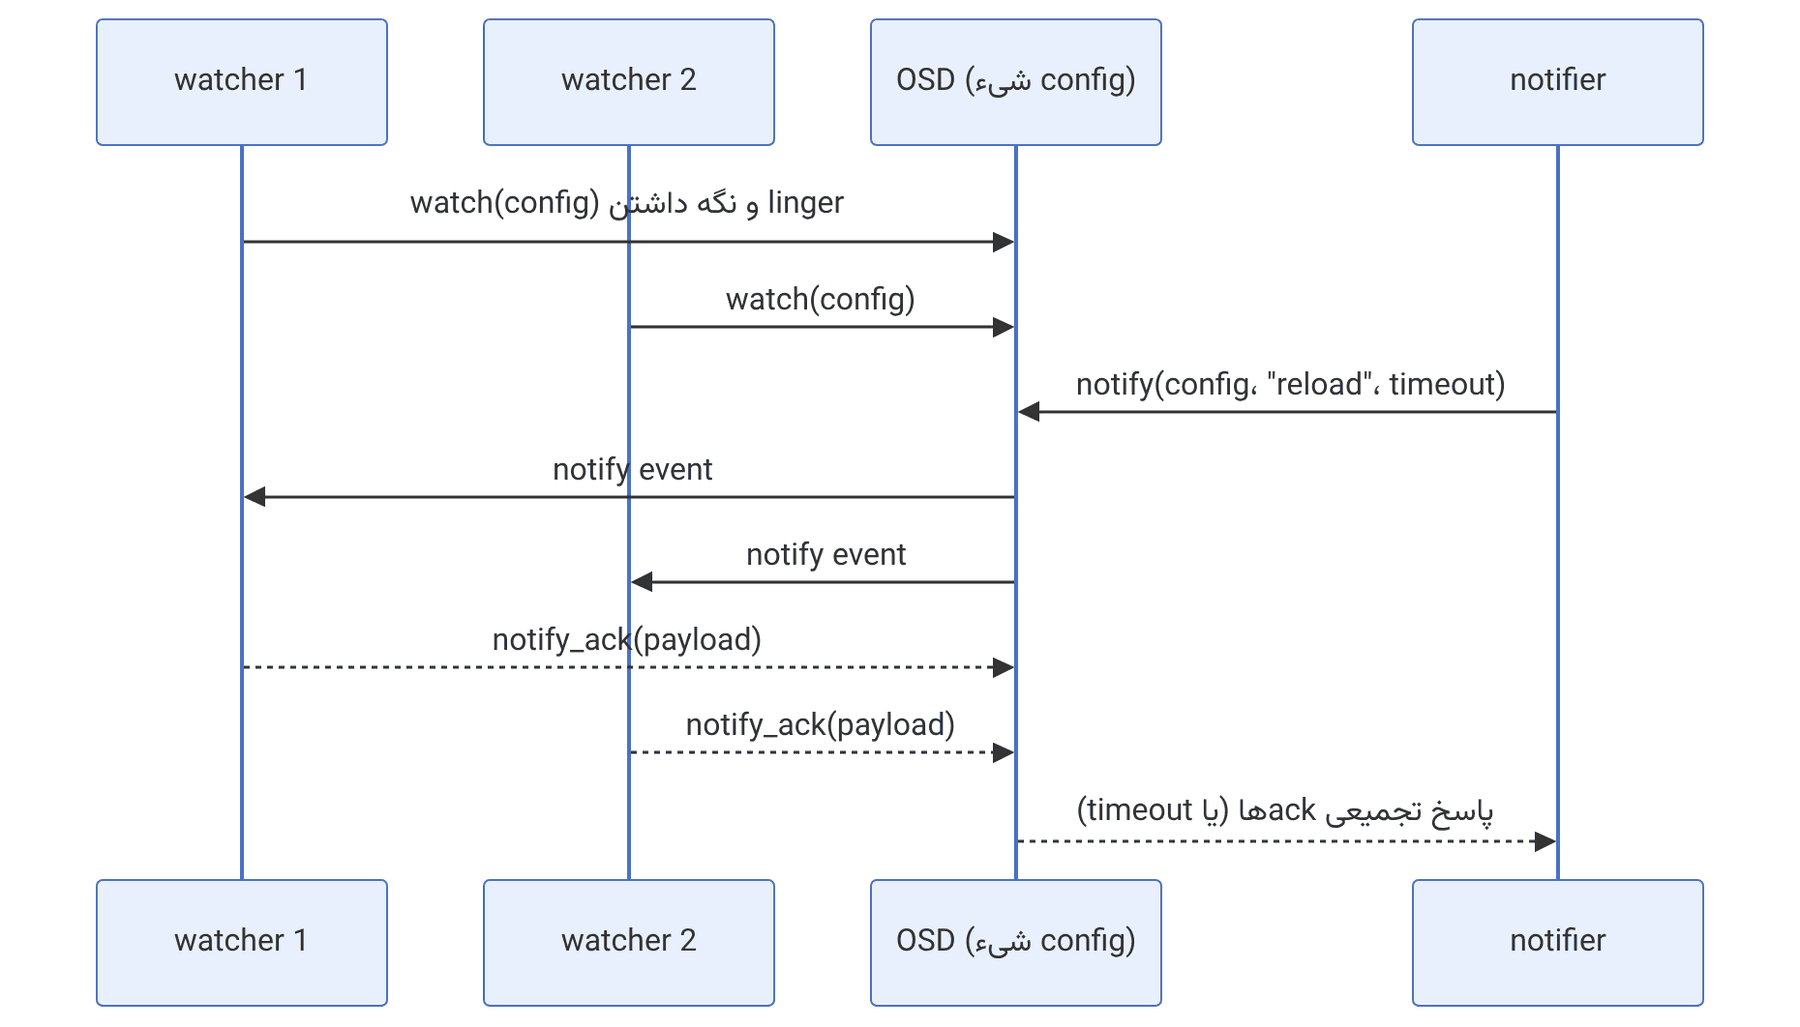 watcher 1
watcher 2
OSD (شیء config)
notifier
watch(config) و نگه داشتن linger
watch(config)
notify(config، "reload"، timeout)
notify event
notify event
notify_ack(payload)
notify_ack(payload)
پاسخ تجمیعی ackها (یا timeout)
watcher 1
watcher 2
OSD (شیء config)
notifier